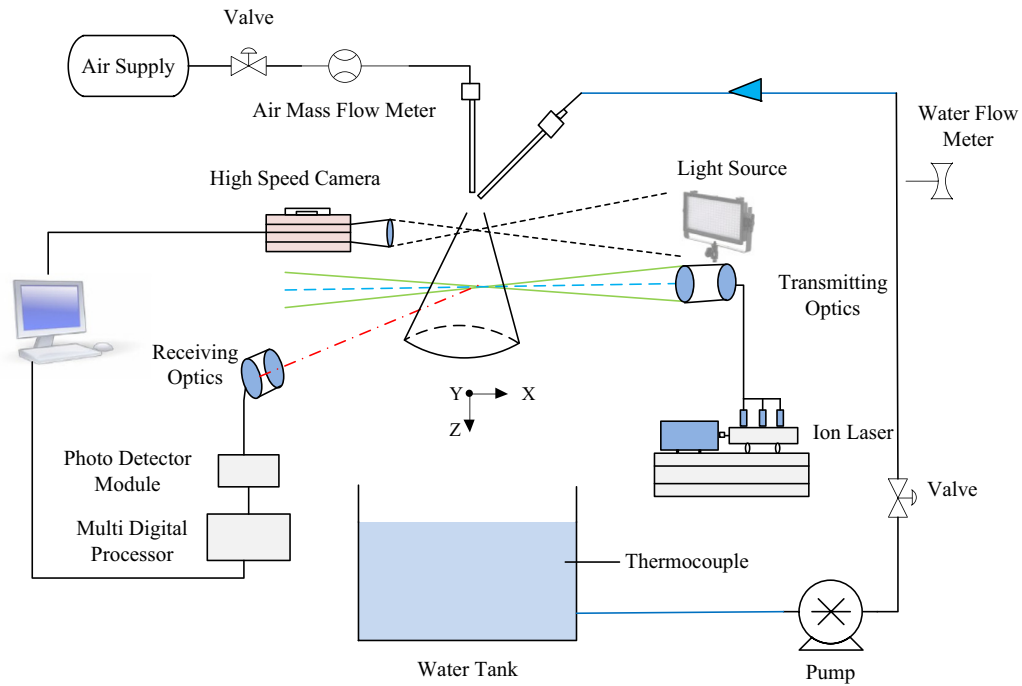 Valve
Air Supply
Air Mass Flow Meter
Water Flow
Meter
High Speed Camera
Light Source
Transmitting
Optics
Receiving
Optics
Y
X
Z
Ion Laser
Photo Detector
Module
Valve
Multi Digital
Processor
Thermocouple
Water Tank
Pump